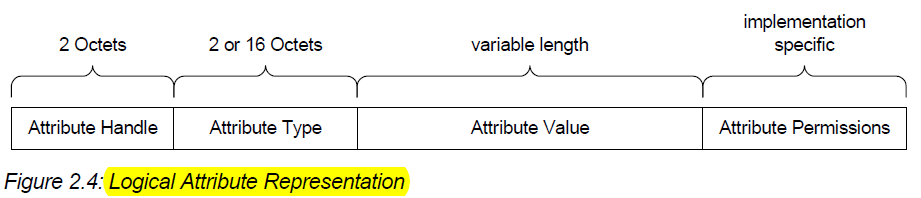 implementation
specific
2 Octets
2 or 16 Octets
variable length
Attribute Handle
Attribute Type
Attribute Value
Attribute Permissions
Figure 2.4: Logical Attribute Representation